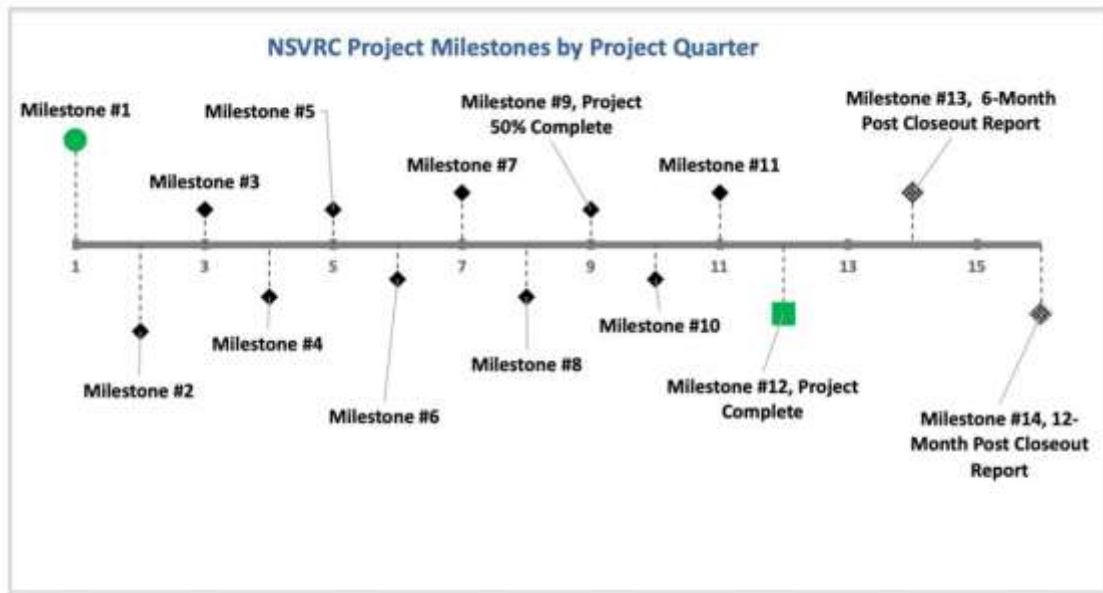 NSVRC Project Milestones by Project Quarter
Milestone #1
Milestone #5
Milestone #9, Project
50% Complete
Milestone #13,  6-Month
Post Closeout Report
Milestone #3
Milestone #7
Milestone #11
1
3
5
7
9
11
13
15
Milestone #2
Milestone #4
Milestone #6
Milestone #8
Milestone #10
Milestone #12, Project
Complete
Milestone #14, 12-
Month Post Closeout
Report